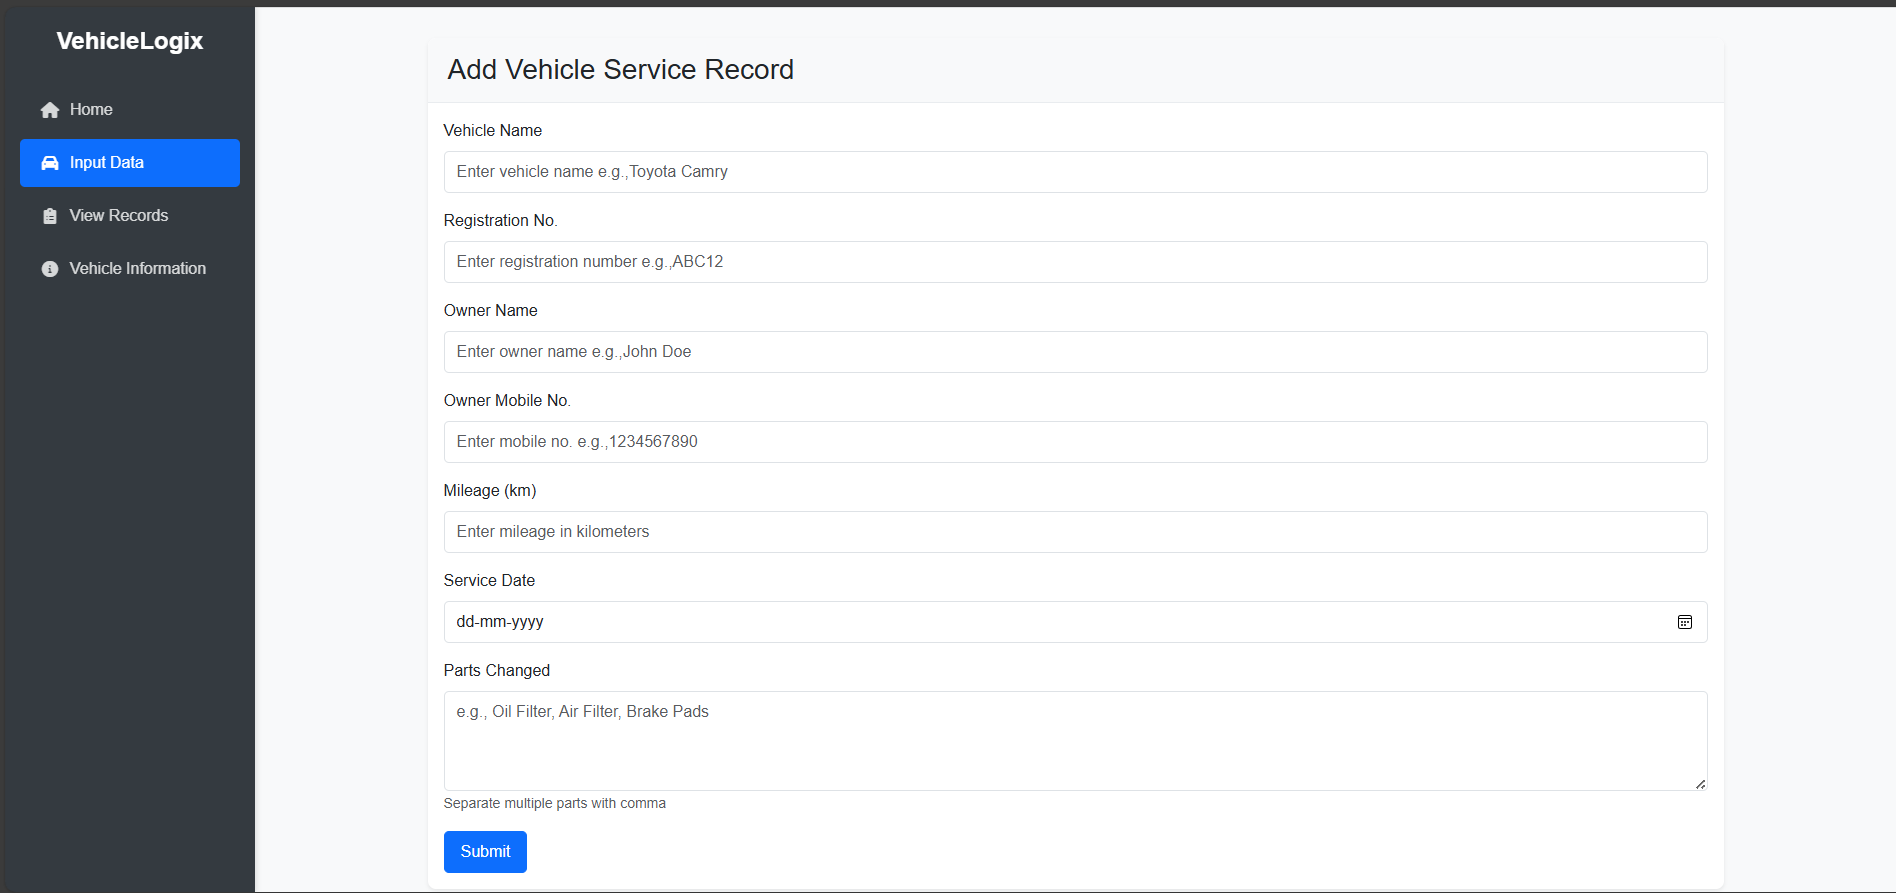 VehicleLogix
Home
Input Data
View Records
Vehicle Information
Add Vehicle Service Record
Vehicle Name
Enter vehicle name e.g.,Toyota Camry
Registration No.
Enter registration number e.g.,ABC12
Owner Name
Enter owner name e.g.,John Doe
Owner Mobile No.
Enter mobile no. e.g.,1234567890
Mileage (km)
Enter mileage in kilometers
Service Date
dd-mm-yyyy
Parts Changed
e.g., Oil Filter, Air Filter, Brake Pads
Separate multiple parts with comma
Submit